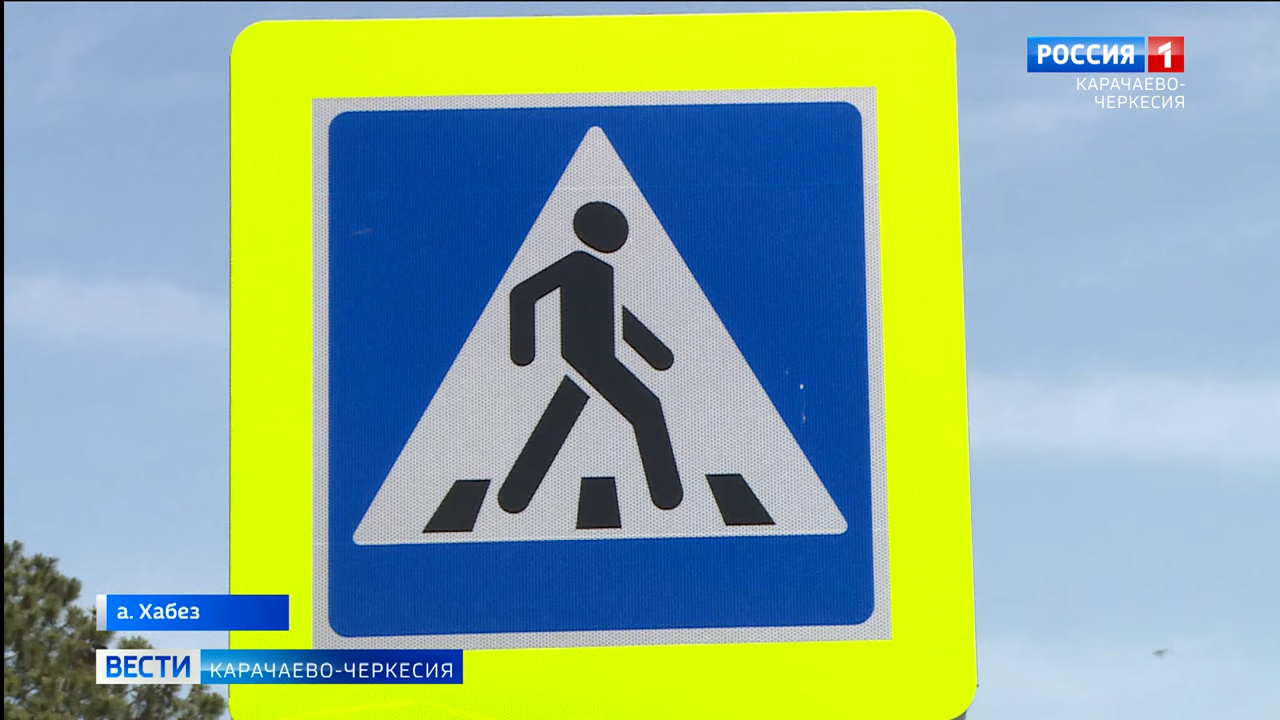 РОССИЯ 1
КАРАЧАЕВО-
ЧЕРКЕСИЯ
а. Хабез
ВЕСТИ КАРАЧАЕВО-ЧЕРКЕСИЯ